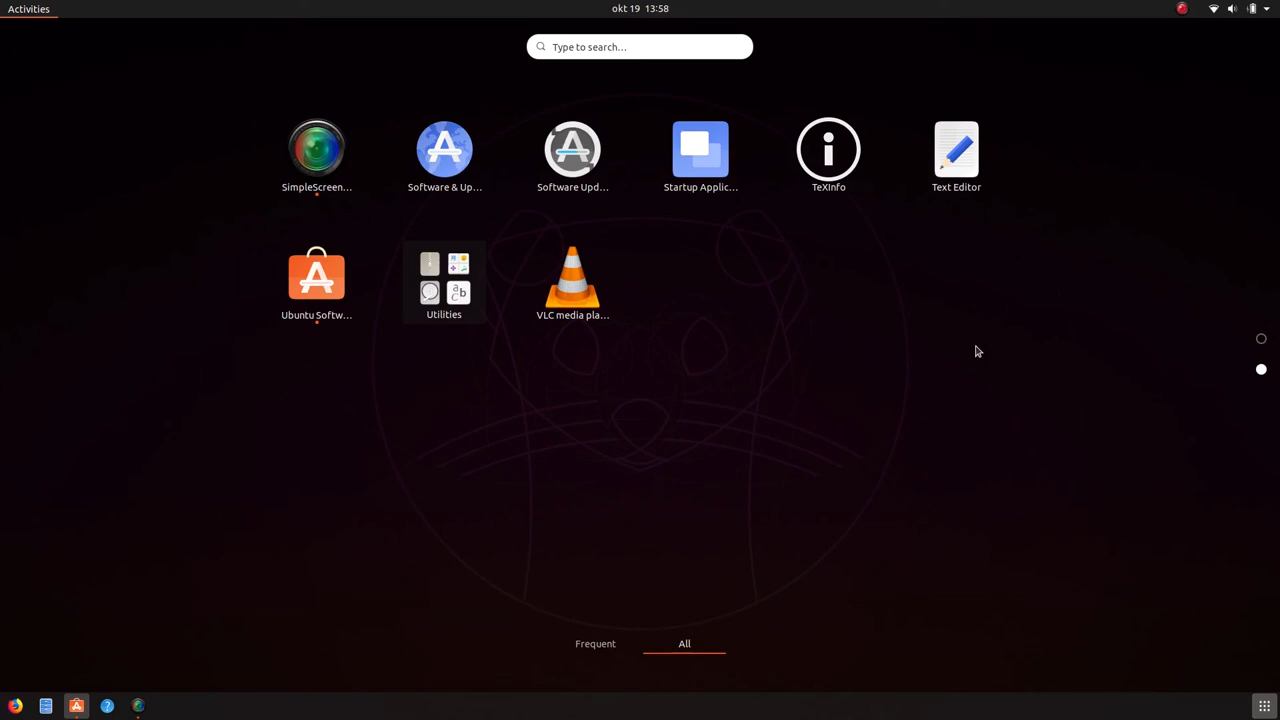 Activities
okt 19 13:58
Type to search...
SimpleScreen...
Software & Up...
Software Upd...
Startup Applic...
TeXInfo
Text Editor
Ubuntu Softw...
Utilities
VLC media pla...
Frequent
All